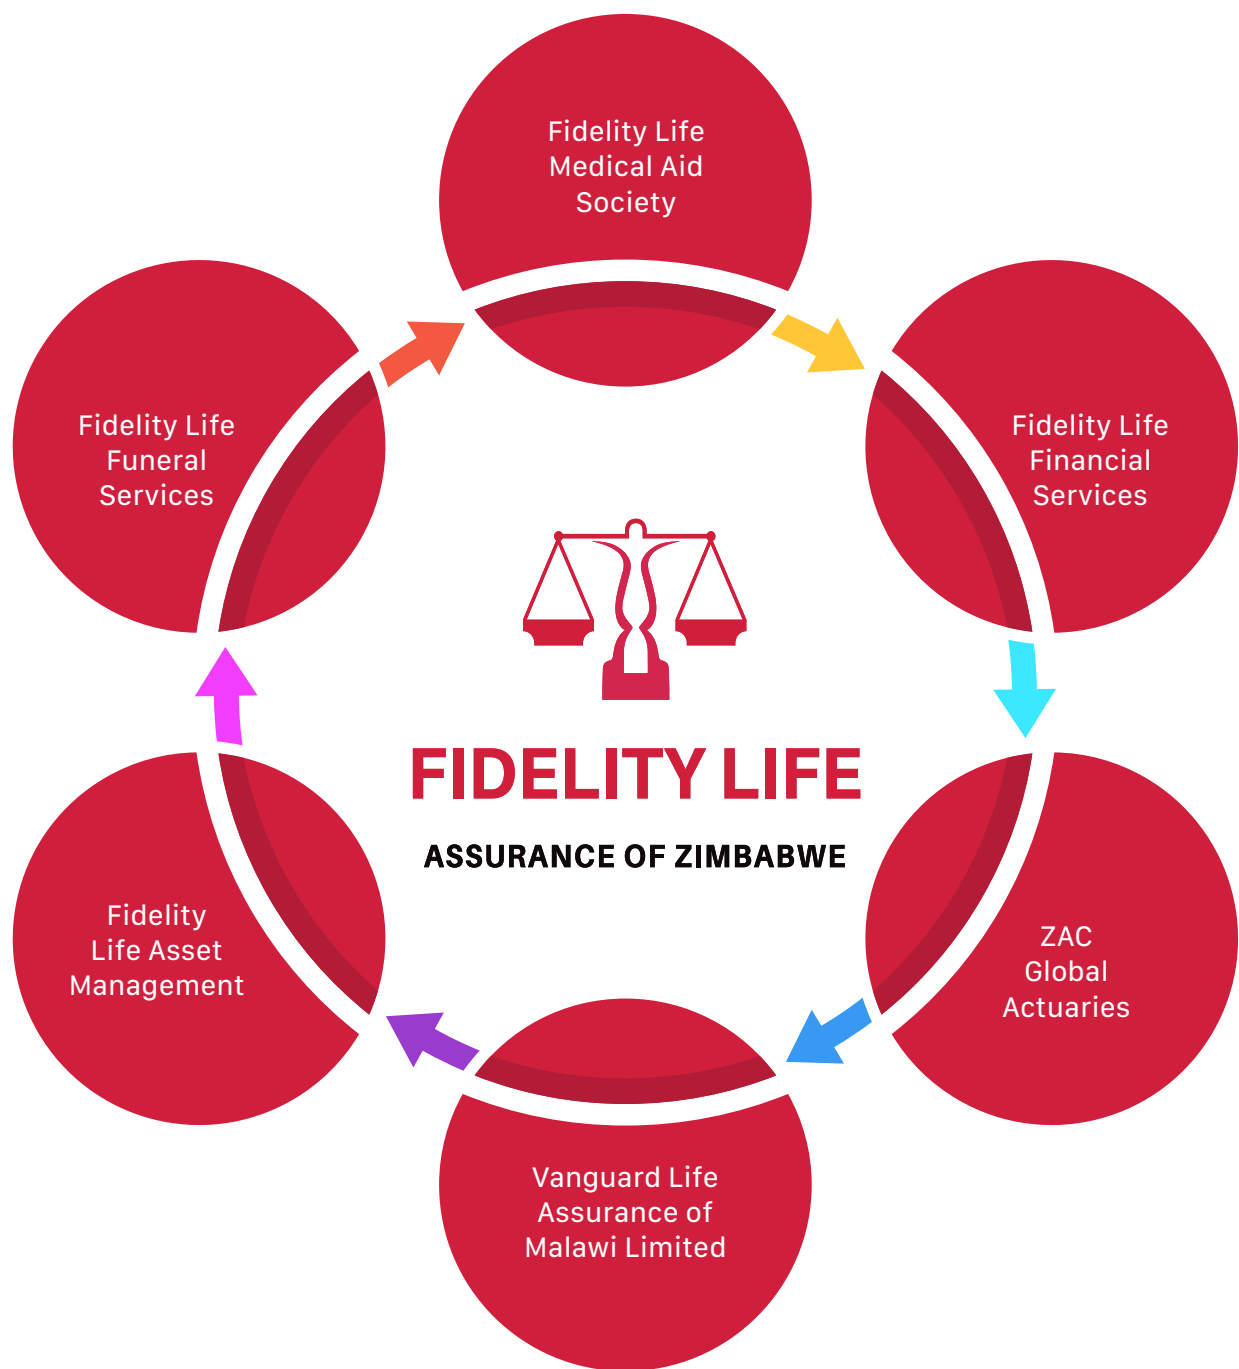 Fidelity Life
Medical Aid
Society
Fidelity Life
Financial
Services
ZAC
Global
Actuaries
Vanguard Life
Assurance of
Malawi Limited
Fidelity
Life Asset
Management
Fidelity Life
Funeral
Services
FIDELITY LIFE
ASSURANCE OF ZIMBABWE